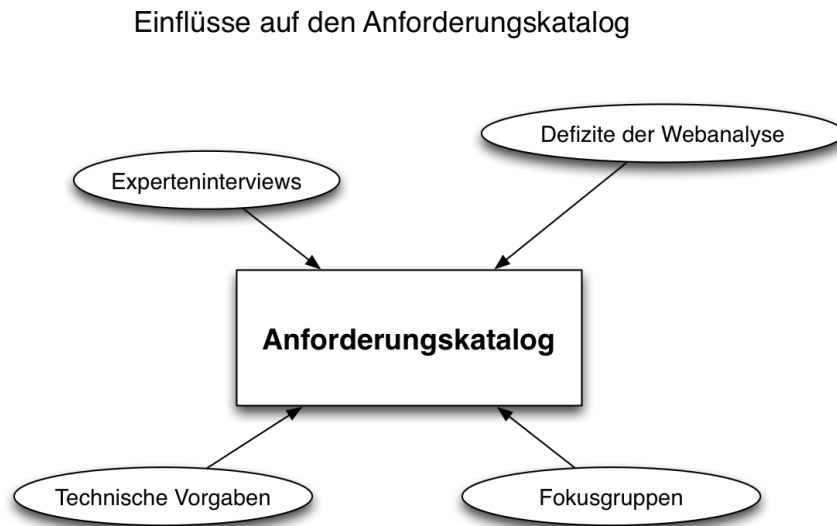 Einflüsse auf den Anforderungskatalog
Defizite der Webanalyse
Experteninterviews
Anforderungskatalog
Technische Vorgaben
Fokusgruppen